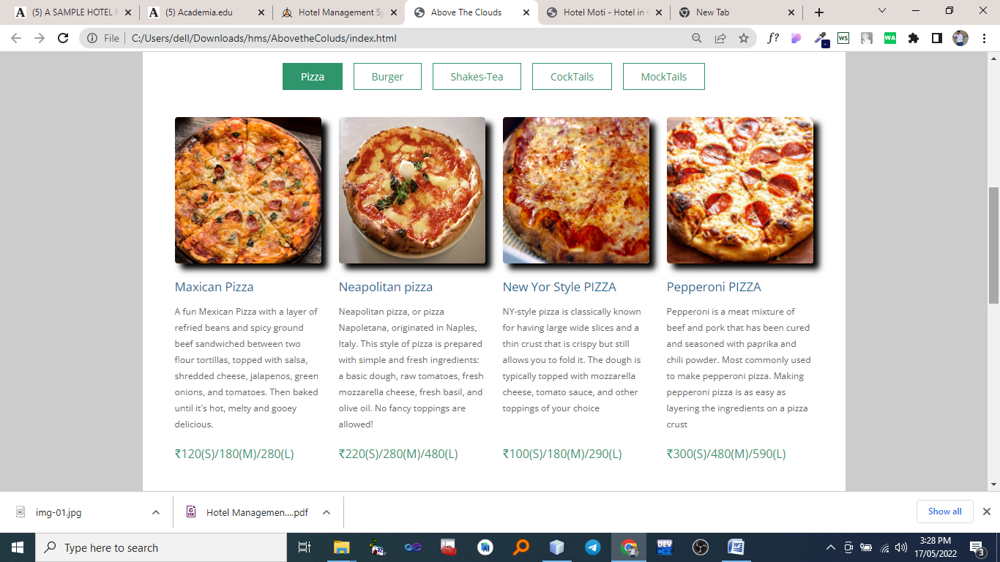 (5) A SAMPLE HOTEL
(5) Academia.edu
Hotel Management Sy
Above The Clouds
Hotel Moti - Hotel in
New Tab
File
C:/Users/dell/Downloads/hms/AbovetheColuds/index.html
f?
WS
WA
Pizza
Burger
Shakes-Tea
CockTails
MockTails
Maxican Pizza
A fun Mexican Pizza with a layer of
refried beans and spicy ground
beef sandwiched between two
flour tortillas, topped with salsa,
shredded cheese, jalapenos, green
onions, and tomatoes. Then baked
until it's hot, melty and gooey
delicious.
₹120(S)/180(M)/280(L)
Neapolitan pizza
Neapolitan pizza, or pizza
Napoletana, originated in Naples,
Italy. This style of pizza is prepared
with simple and fresh ingredients:
a basic dough, raw tomatoes, fresh
mozzarella cheese, fresh basil, and
olive oil. No fancy toppings are
allowed!
₹220(S)/280(M)/480(L)
New Yor Style PIZZA
NY-style pizza is classically known
for having large wide slices and a
thin crust that is crispy but still
allows you to fold it. The dough is
typically topped with mozzarella
cheese, tomato sauce, and other
toppings of your choice
₹100(S)/180(M)/290(L)
Pepperoni PIZZA
Pepperoni is a meat mixture of
beef and pork that has been cured
and seasoned with paprika and
chili powder. Most commonly used
to make pepperoni pizza. Making
pepperoni pizza is as easy as
layering the ingredients on a pizza
crust
₹300(S)/480(M)/590(L)
img-01.jpg
Hotel Managemen....pdf
Show all
Type here to search
DEV
3:28 PM
17/05/2022
3